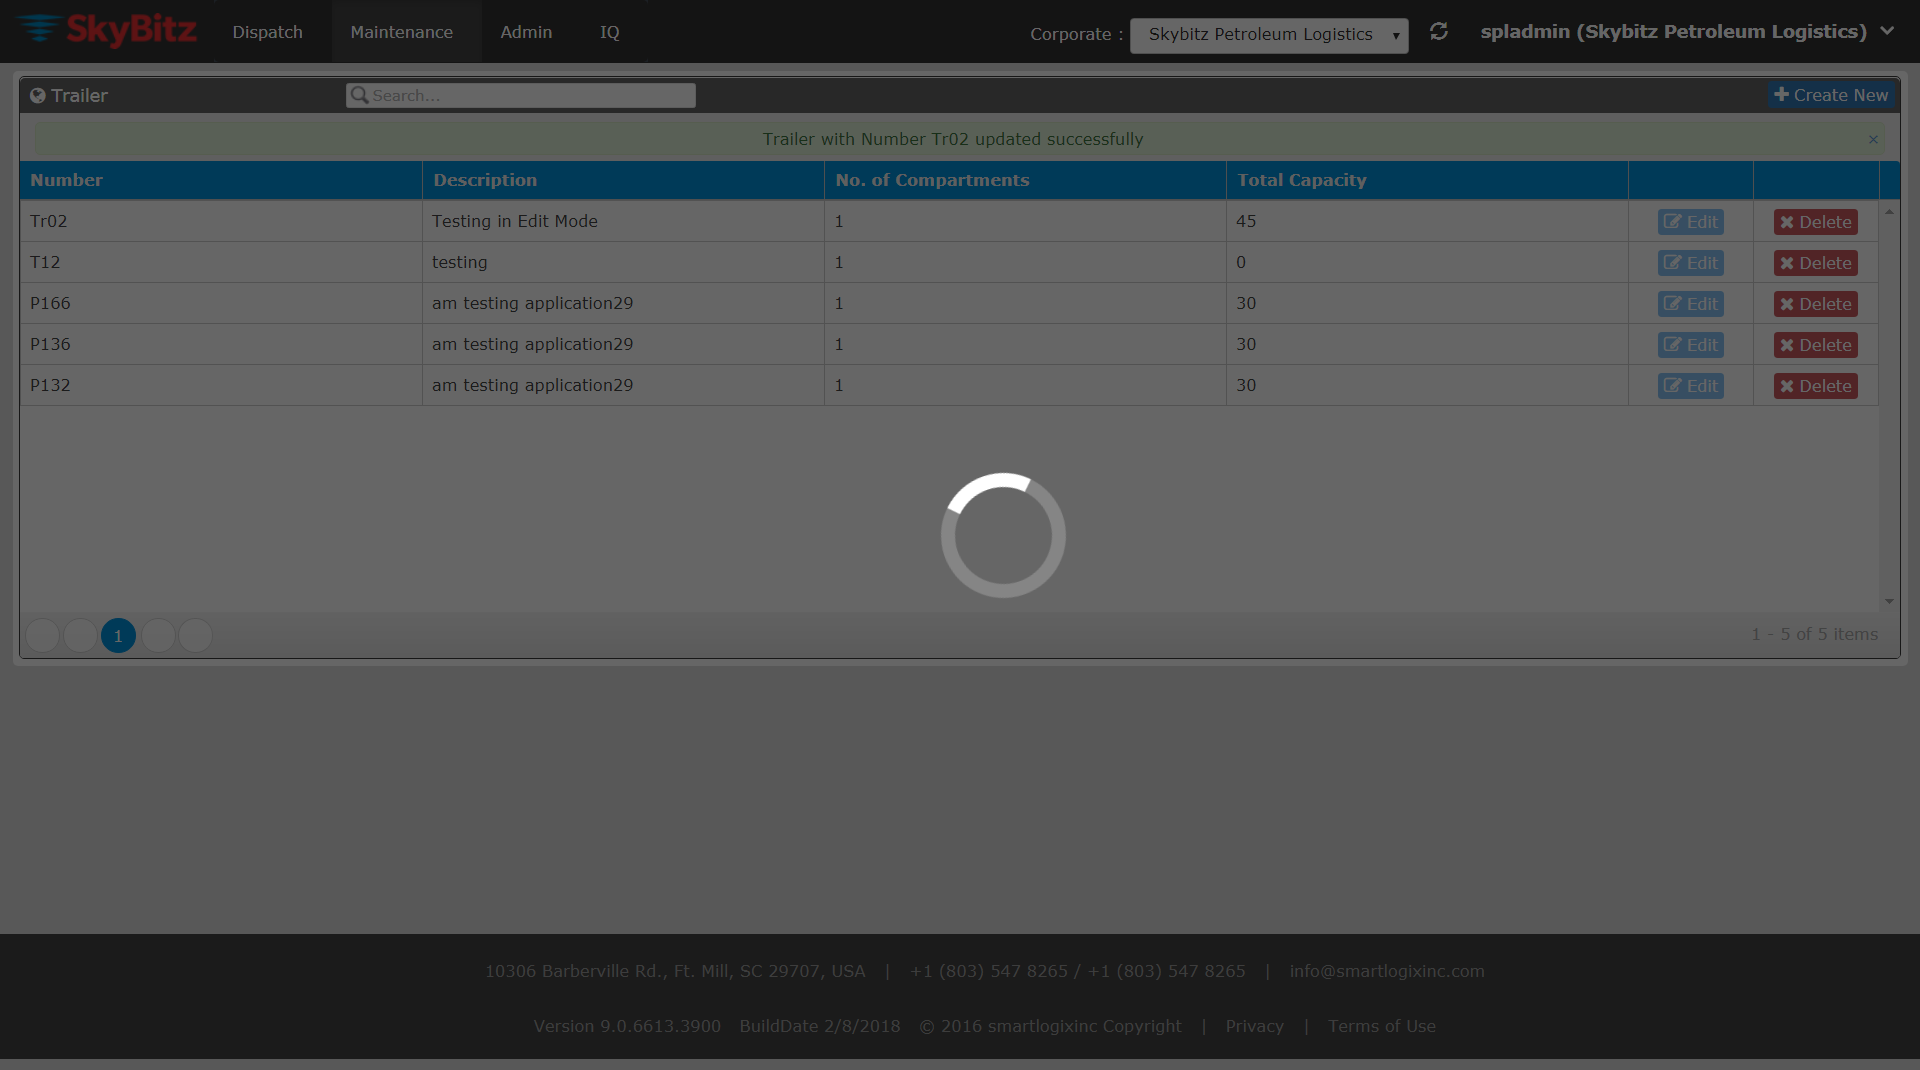 SkyBitz Dispatch Maintenance Admin IQ Corporate : Skybitz Petroleum Logistics spladmin (Skybitz Petroleum Logistics)
Trailer Search... Create New
Trailer with Number Tr02 updated successfully ×
Number Description No. of Compartments Total Capacity
Tr02 Testing in Edit Mode 1 45 Edit Delete
T12 testing 1 0 Edit Delete
P166 am testing application29 1 30 Edit Delete
P136 am testing application29 1 30 Edit Delete
P132 am testing application29 1 30 Edit Delete
1 1 - 5 of 5 items
10306 Barberville Rd., Ft. Mill, SC 29707, USA | +1 (803) 547 8265 / +1 (803) 547 8265 | info@smartlogixinc.com
Version 9.0.6613.3900 BuildDate 2/8/2018 © 2016 smartlogixinc Copyright | Privacy | Terms of Use